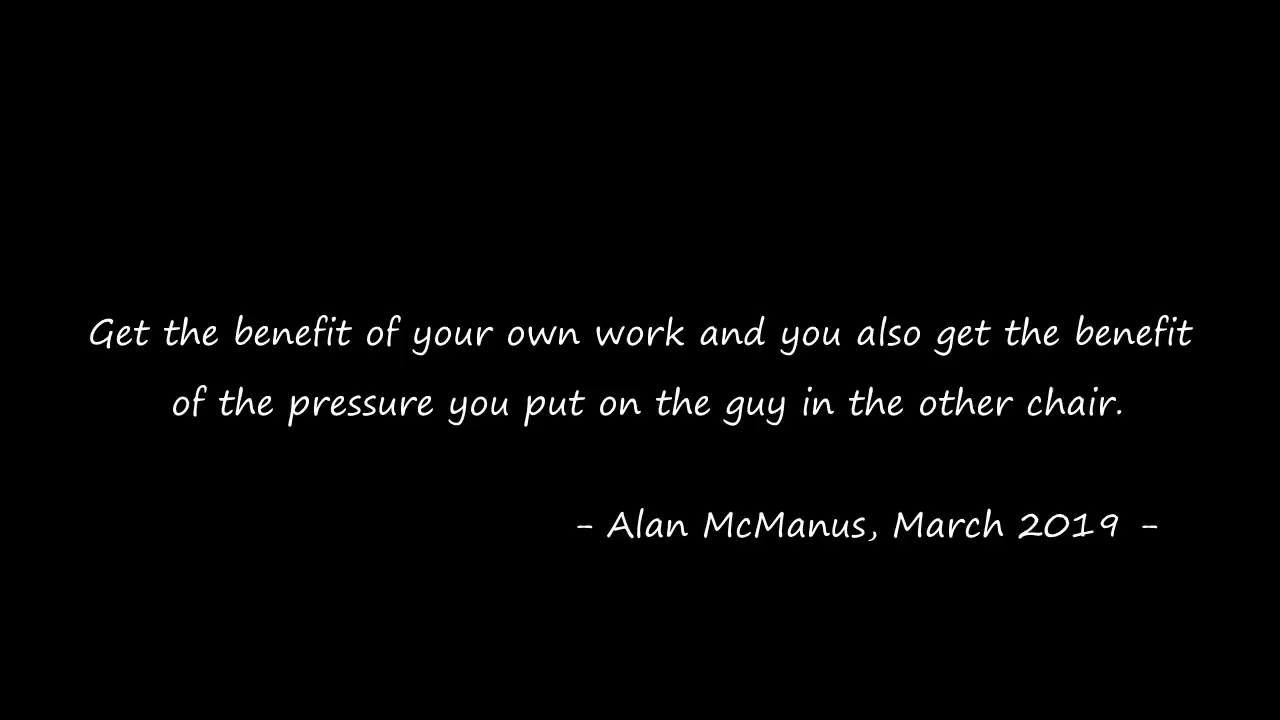 Get the benefit of your own work and you also get the benefit
of the pressure you put on the guy in the other chair.
- Alan McManus, March 2019 -